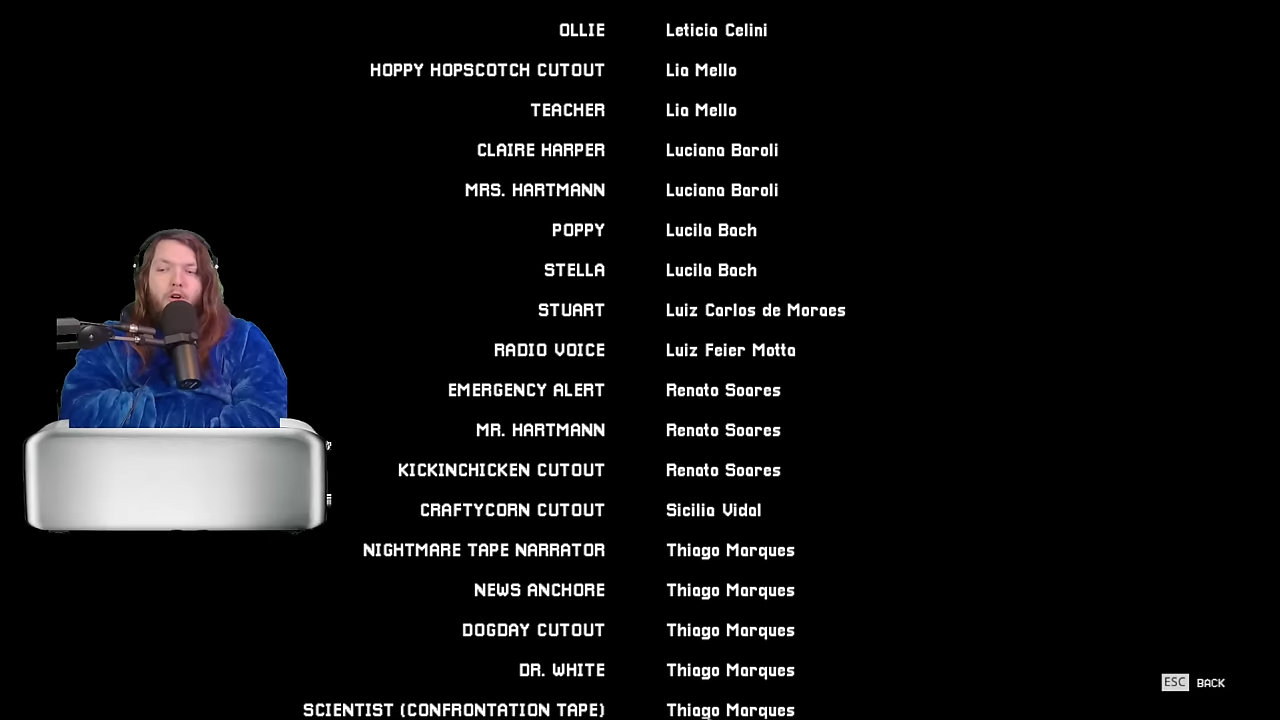 OLLIE Leticia Celini
HOPPY HOPSCOTCH CUTOUT Lia Mello
TEACHER Lia Mello
CLAIRE HARPER Luciana Baroli
MRS. HARTMANN Luciana Baroli
POPPY Lucila Bach
STELLA Lucila Bach
STUART Luiz Carlos de Moraes
RADIO VOICE Luiz Feier Motta
EMERGENCY ALERT Renato Soares
MR. HARTMANN Renato Soares
KICKINCHICKEN CUTOUT Renato Soares
CRAFTYCORN CUTOUT Sicilia Vidal
NIGHTMARE TAPE NARRATOR Thiago Marques
NEWS ANCHORE Thiago Marques
DOGDAY CUTOUT Thiago Marques
DR. WHITE Thiago Marques
ESC BACK
SCIENTIST (CONFRONTATION TAPE) Thiago Marques